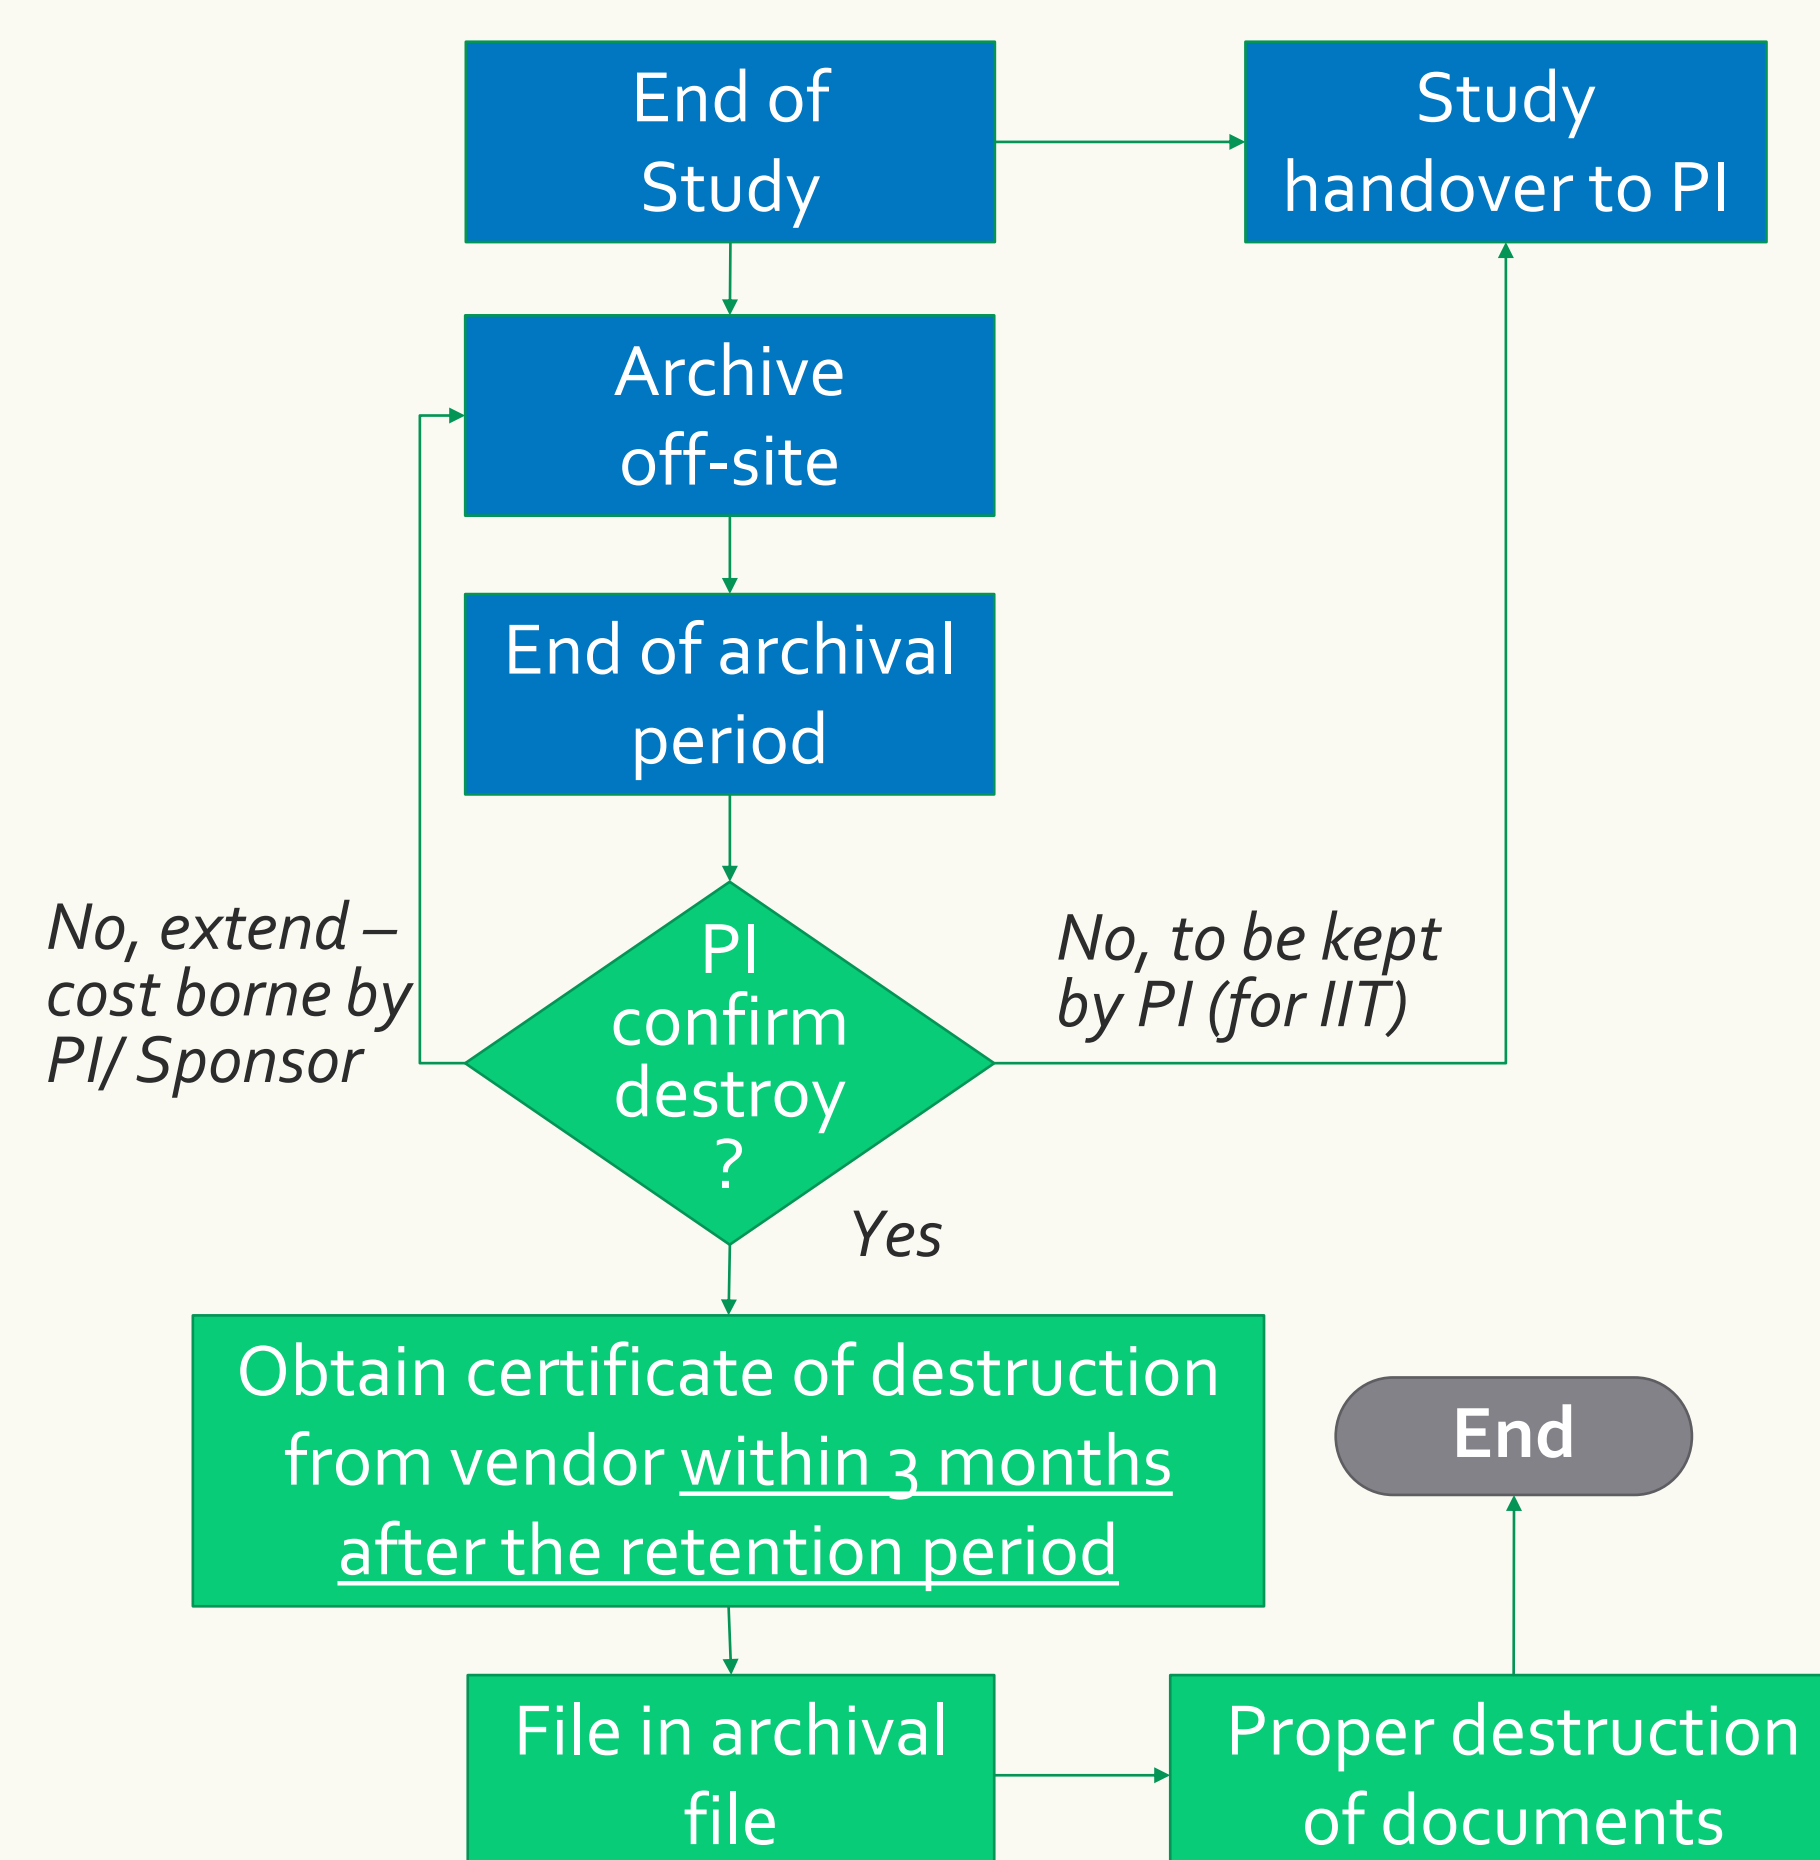 End of
Study
Study
handover to PI
Archive
off-site
End of archival
period
No, extend –
cost borne by
PI/ Sponsor
PI
confirm
destroy
?
No, to be kept
by PI (for IIT)
Yes
Obtain certificate of destruction
from vendor within 3 months
after the retention period
End
File in archival
file
Proper destruction
of documents